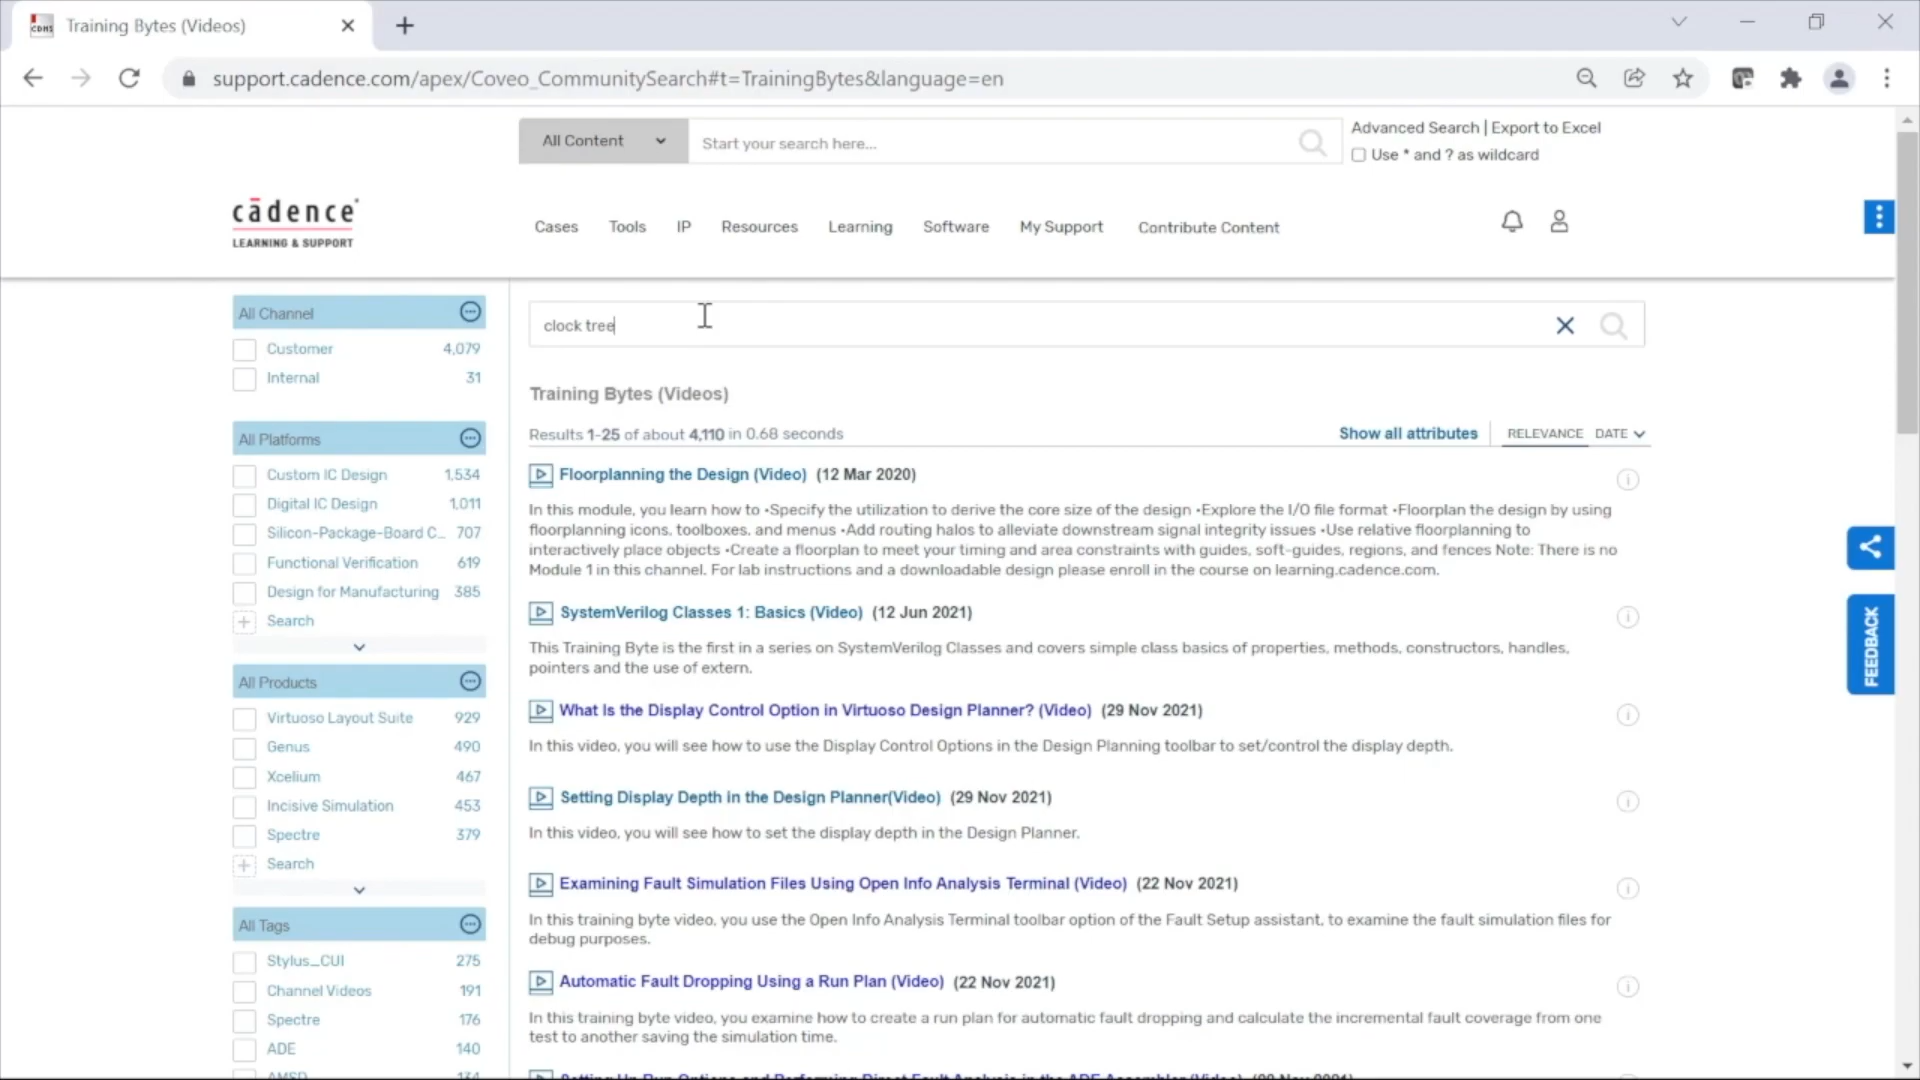 CDNS
Training Bytes (Videos)
support.cadence.com/apex/Coveo_CommunitySearch#t=TrainingBytes&language=en
All Content
Start your search here...
Advanced Search | Export to Excel
Use * and ? as wildcard
cādence
LEARNING & SUPPORT
Cases
Tools
IP
Resources
Learning
Software
My Support
Contribute Content
All Channel
Customer 4,079
Internal 31
All Platforms
Custom IC Design 1,534
Digital IC Design 1,011
Silicon-Package-Board C... 707
Functional Verification 619
Design for Manufacturing 385
Search
All Products
Virtuoso Layout Suite 929
Genus 490
Xcelium 467
Incisive Simulation 453
Spectre 379
Search
All Tags
Stylus_CUI 275
Channel Videos 191
Spectre 176
ADE 140
AMSD 134
clock tree
Training Bytes (Videos)
Results 1-25 of about 4,110 in 0.68 seconds
Show all attributes
RELEVANCE
DATE
Floorplanning the Design (Video) (12 Mar 2020)
In this module, you learn how to •Specify the utilization to derive the core size of the design •Explore the I/O file format •Floorplan the design by using
floorplanning icons, toolboxes, and menus •Add routing halos to alleviate downstream signal integrity issues •Use relative floorplanning to
interactively place objects •Create a floorplan to meet your timing and area constraints with guides, soft-guides, regions, and fences Note: There is no
Module 1 in this channel. For lab instructions and a downloadable design please enroll in the course on learning.cadence.com.
SystemVerilog Classes 1: Basics (Video) (12 Jun 2021)
This Training Byte is the first in a series on SystemVerilog Classes and covers simple class basics of properties, methods, constructors, handles,
pointers and the use of extern.
What Is the Display Control Option in Virtuoso Design Planner? (Video) (29 Nov 2021)
In this video, you will see how to use the Display Control Options in the Design Planning toolbar to set/control the display depth.
Setting Display Depth in the Design Planner(Video) (29 Nov 2021)
In this video, you will see how to set the display depth in the Design Planner.
Examining Fault Simulation Files Using Open Info Analysis Terminal (Video) (22 Nov 2021)
In this training byte video, you use the Open Info Analysis Terminal toolbar option of the Fault Setup assistant, to examine the fault simulation files for
debug purposes.
Automatic Fault Dropping Using a Run Plan (Video) (22 Nov 2021)
In this training byte video, you examine how to create a run plan for automatic fault dropping and calculate the incremental fault coverage from one
test to another saving the simulation time.
Setting Up Run Options and Performing Direct Fault Analysis in the ADE Assembler (Video) (22 Nov 2021)
FEEDBACK